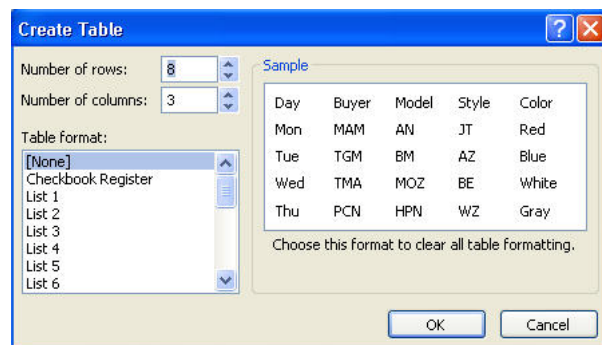 Create Table
Number of rows: 8
Number of columns: 3
Table format:
[None]
Checkbook Register
List 1
List 2
List 3
List 4
List 5
List 6
Sample
Day Buyer Model Style Color
Mon MAM AN JT Red
Tue TGM BM AZ Blue
Wed TMA MOZ BE White
Thu PCN HPN WZ Gray
Choose this format to clear all table formatting.
OK Cancel